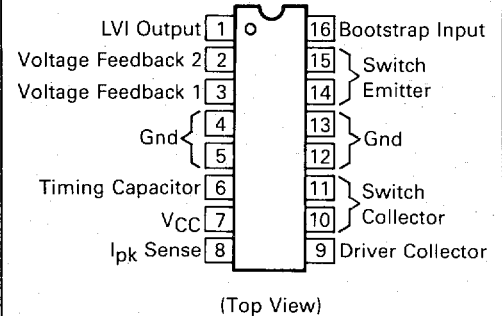 LVI Output 1
Voltage Feedback 2 2
Voltage Feedback 1 3
Gnd 4
5
Timing Capacitor 6
VCC 7
Ipk Sense 8
16 Bootstrap Input
15 Switch
14 Emitter
13 Gnd
12
11 Switch
10 Collector
9 Driver Collector
(Top View)